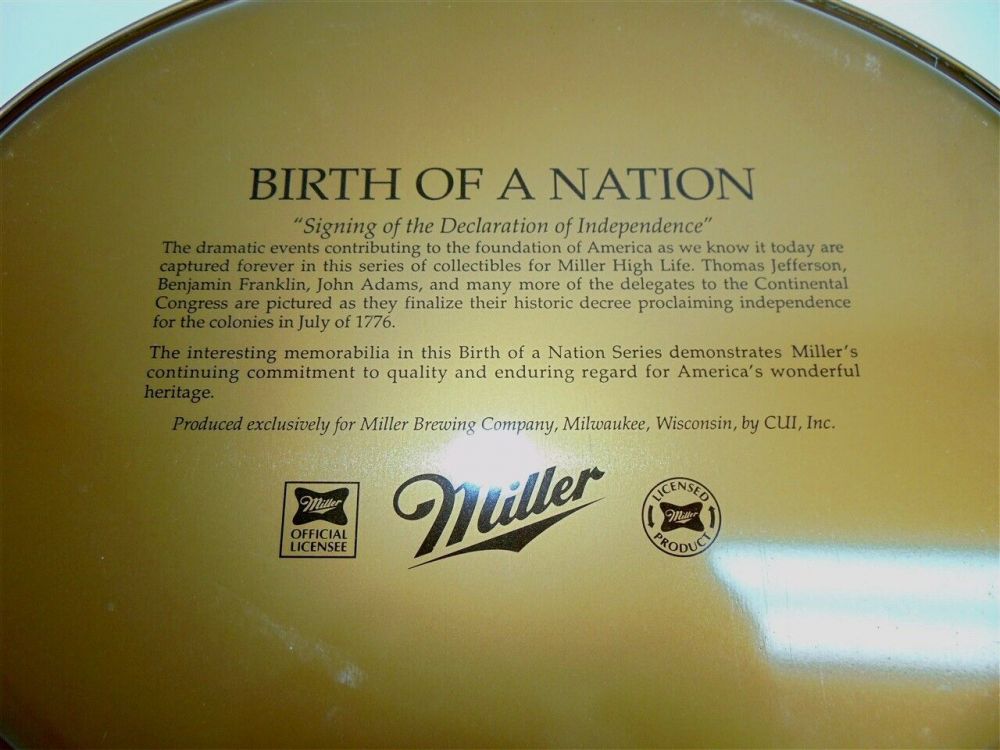 BIRTH OF A NATION
“Signing of the Declaration of Independence”
The dramatic events contributing to the foundation of America as we know it today are
captured forever in this series of collectibles for Miller High Life. Thomas Jefferson,
Benjamin Franklin, John Adams, and many more of the delegates to the Continental
Congress are pictured as they finalize their historic decree proclaiming independence
for the colonies in July of 1776.
The interesting memorabilia in this Birth of a Nation Series demonstrates Miller's
continuing commitment to quality and enduring regard for America's wonderful
heritage.
Produced exclusively for Miller Brewing Company, Milwaukee, Wisconsin, by CUI, Inc.
Miller
OFFICIAL
LICENSEE
Miller
LICENSED
Miller
PRODUCT